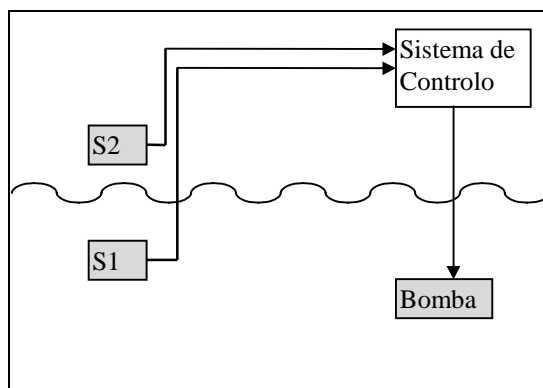 Sistema de
Controlo
S2
S1
Bomba